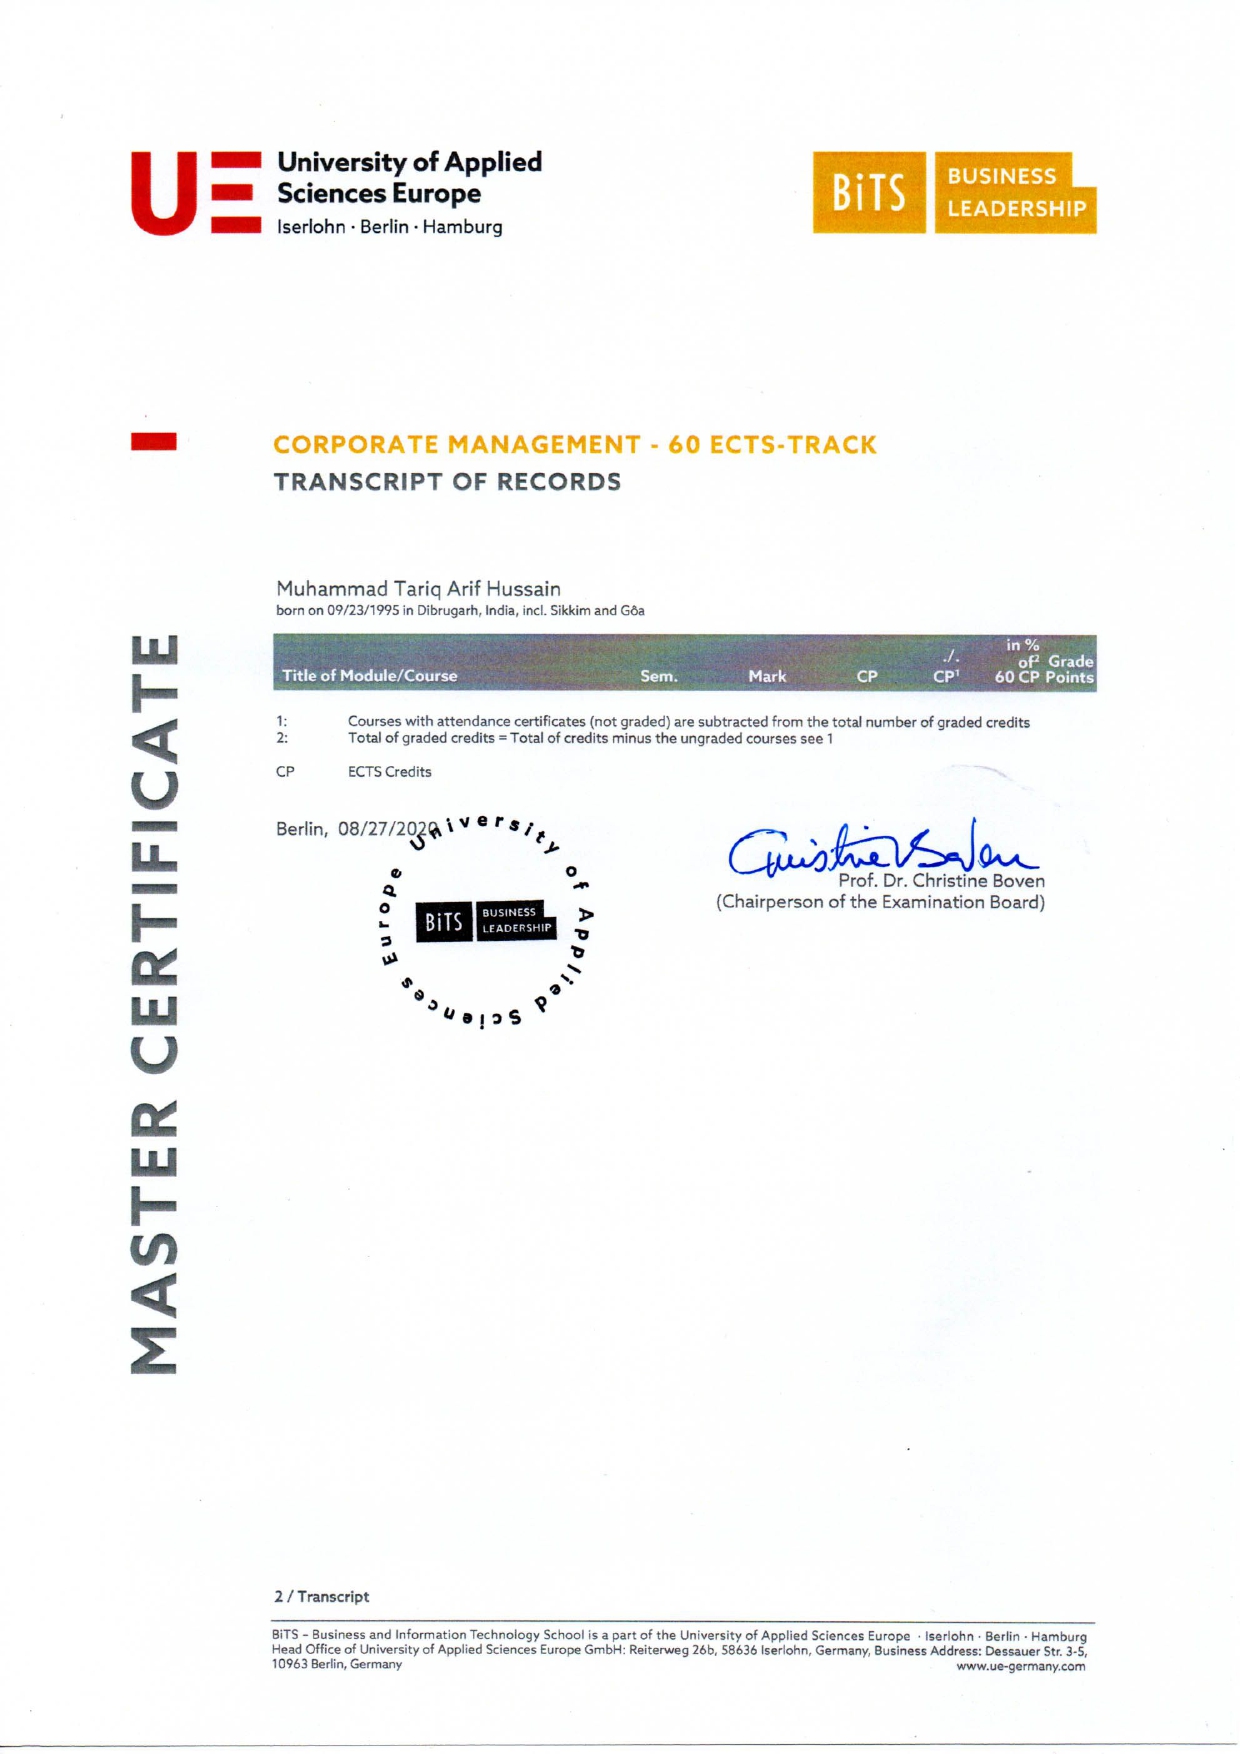 UE University of Applied
Sciences Europe
Iserlohn · Berlin · Hamburg
BiTS BUSINESS
LEADERSHIP
CORPORATE MANAGEMENT - 60 ECTS-TRACK
TRANSCRIPT OF RECORDS
Muhammad Tariq Arif Hussain
born on 09/23/1995 in Dibrugarh, India, incl. Sikkim and Gôa
Title of Module/Course Sem. Mark CP ./. CP¹ in % of² 60 CP Grade Points
1: Courses with attendance certificates (not graded) are subtracted from the total number of graded credits
2: Total of graded credits = Total of credits minus the ungraded courses see 1
CP ECTS Credits
Berlin, 08/27/2020
University of Applied Sciences Europe
BiTS BUSINESS
LEADERSHIP
Christine Boven
Prof. Dr. Christine Boven
(Chairperson of the Examination Board)
MASTER CERTIFICATE
2 / Transcript
BiTS – Business and Information Technology School is a part of the University of Applied Sciences Europe · Iserlohn · Berlin · Hamburg
Head Office of University of Applied Sciences Europe GmbH: Reiterweg 26b, 58636 Iserlohn, Germany, Business Address: Dessauer Str. 3-5,
10963 Berlin, Germany www.ue-germany.com